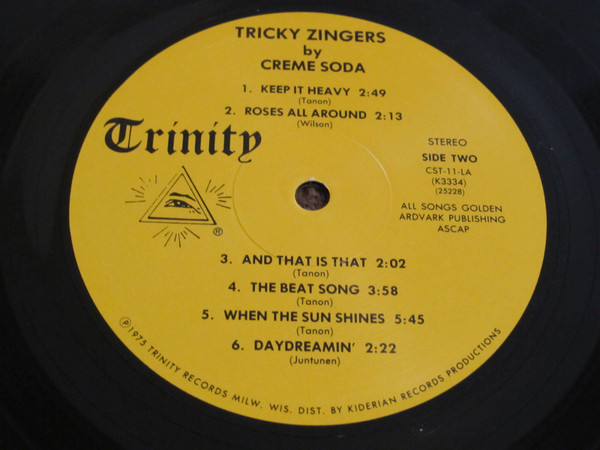 TRICKY ZINGERS
by
CREME SODA
1. KEEP IT HEAVY 2:49
(Tanon)
2. ROSES ALL AROUND 2:13
(Wilson)
Trinity
®
STEREO
SIDE TWO
CST-11-LA
(K3334)
(25228)
ALL SONGS GOLDEN
ARDVARK PUBLISHING
ASCAP
3. AND THAT IS THAT 2:02
(Tanon)
4. THE BEAT SONG 3:58
(Tanon)
5. WHEN THE SUN SHINES 5:45
(Tanon)
6. DAYDREAMIN' 2:22
(Juntunen)
℗1975 TRINITY RECORDS MILW. WIS. DIST. BY KIDERIAN RECORDS PRODUCTIONS